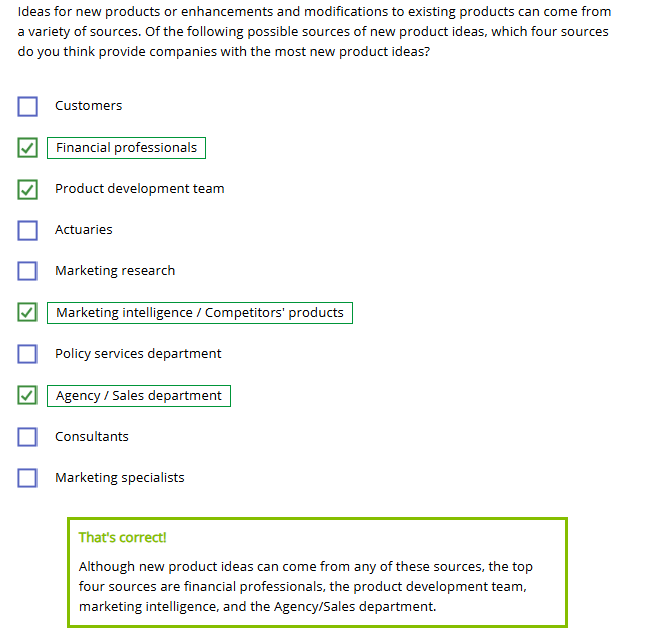 Ideas for new products or enhancements and modifications to existing products can come from
a variety of sources. Of the following possible sources of new product ideas, which four sources
do you think provide companies with the most new product ideas?
Customers
Financial professionals
Product development team
Actuaries
Marketing research
Marketing intelligence / Competitors' products
Policy services department
Agency / Sales department
Consultants
Marketing specialists
That's correct!
Although new product ideas can come from any of these sources, the top
four sources are financial professionals, the product development team,
marketing intelligence, and the Agency/Sales department.